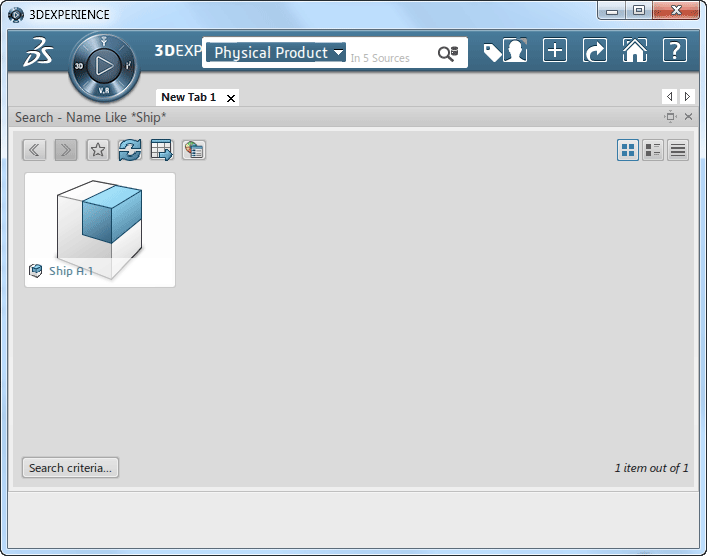 3DEXPERIENCE
3DEXP Physical Product In 5 Sources
3D V,R i²
New Tab 1
Search - Name Like *Ship*
Ship A.1
Search criteria... 1 item out of 1